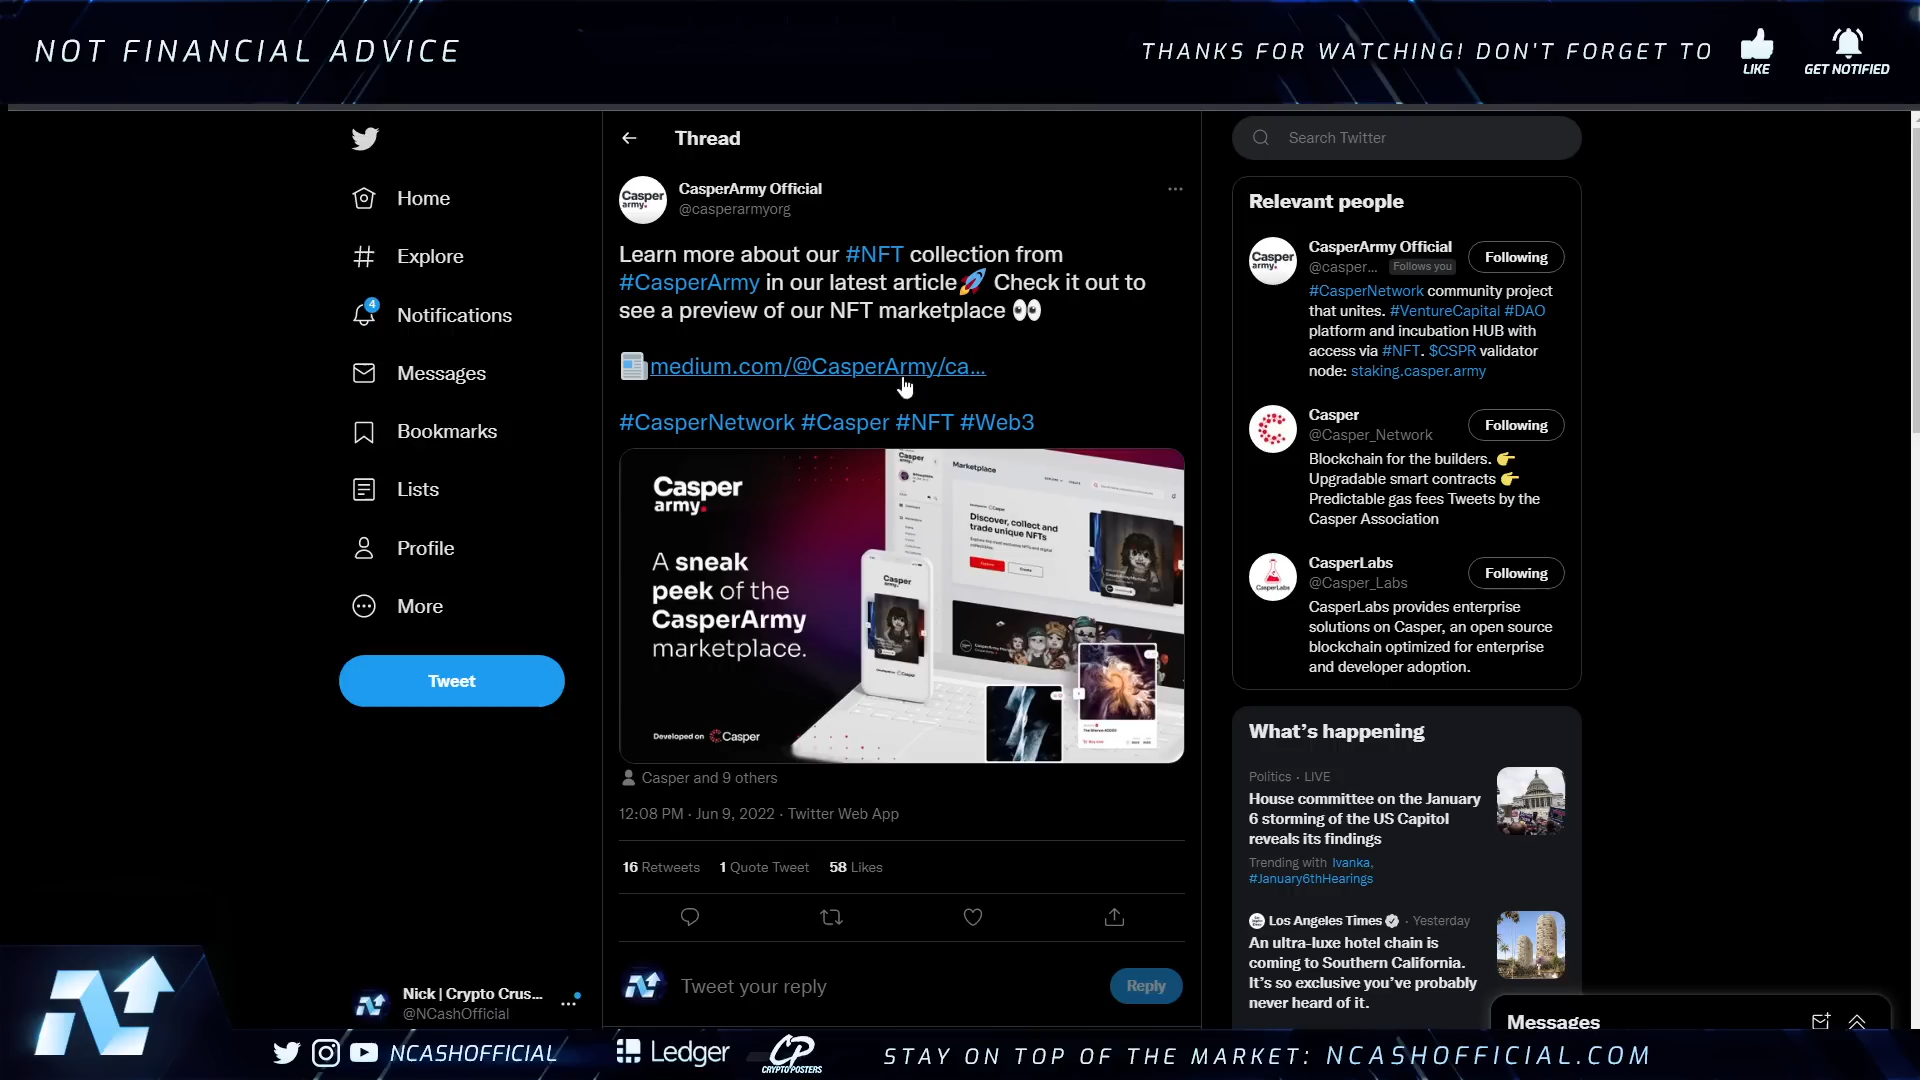 NOT FINANCIAL ADVICE
THANKS FOR WATCHING! DON'T FORGET TO
LIKE
GET NOTIFIED
Home
Explore
4
Notifications
Messages
Bookmarks
Lists
Profile
More
Tweet
Nick | Crypto Crus...
@NCashOfficial
Thread
Casper
army.
CasperArmy Official
@casperarmyorg
Learn more about our #NFT collection from
#CasperArmy in our latest article🚀 Check it out to
see a preview of our NFT marketplace 👀
📰medium.com/@CasperArmy/ca...
#CasperNetwork #Casper #NFT #Web3
Casper
army.
A sneak
peek of the
CasperArmy
marketplace.
Developed on Casper
Marketplace
Discover, collect and
trade unique NFTs
Casper
army.
Casper and 9 others
12:08 PM · Jun 9, 2022 · Twitter Web App
16 Retweets 1 Quote Tweet 58 Likes
Tweet your reply
Reply
Search Twitter
Relevant people
Casper
army.
CasperArmy Official
@casper... Follows you
Following
#CasperNetwork community project
that unites. #VentureCapital #DAO
platform and incubation HUB with
access via #NFT. $CSPR validator
node: staking.casper.army
Casper
@Casper_Network
Following
Blockchain for the builders. 👉
Upgradable smart contracts 👉
Predictable gas fees Tweets by the
Casper Association
CasperLabs
CasperLabs
@Casper_Labs
Following
CasperLabs provides enterprise
solutions on Casper, an open source
blockchain optimized for enterprise
and developer adoption.
What's happening
Politics · LIVE
House committee on the January
6 storming of the US Capitol
reveals its findings
Trending with Ivanka,
#January6thHearings
Los Angeles Times · Yesterday
An ultra-luxe hotel chain is
coming to Southern California.
It's so exclusive you've probably
never heard of it.
Messages
NCASHOFFICIAL
Ledger
CP
CRYPTO POSTERS
STAY ON TOP OF THE MARKET: NCASHOFFICIAL.COM